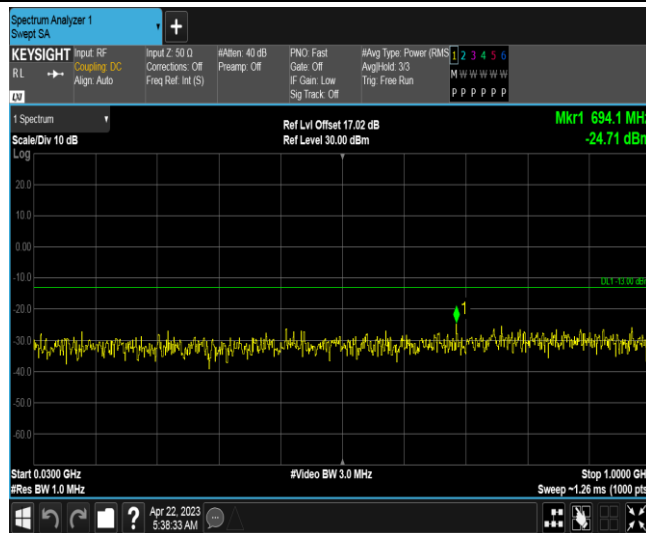 Spectrum Analyzer 1
Swept SA
+
KEYSIGHT
RL
LXI
Input: RF
Coupling: DC
Align: Auto
Input Z: 50 Ω
Corrections: Off
Freq Ref: Int (S)
#Atten: 40 dB
Preamp: Off
PNO: Fast
Gate: Off
IF Gain: Low
Sig Track: Off
#Avg Type: Power (RMS
Avg|Hold: 3/3
Trig: Free Run
1 2 3 4 5 6
M W W W W W
P P P P P P
1 Spectrum
Scale/Div 10 dB
Ref Lvl Offset 17.02 dB
Ref Level 30.00 dBm
Mkr1 694.1 MHz
-24.71 dBm
Log
20.0
10.0
0.00
-10.0
DL1 -13.00 dBm
-20.0
1
-30.0
-40.0
-50.0
-60.0
Start 0.0300 GHz
#Res BW 1.0 MHz
#Video BW 3.0 MHz
Stop 1.0000 GHz
Sweep ~1.26 ms (1000 pts)
?
Apr 22, 2023
5:38:33 AM